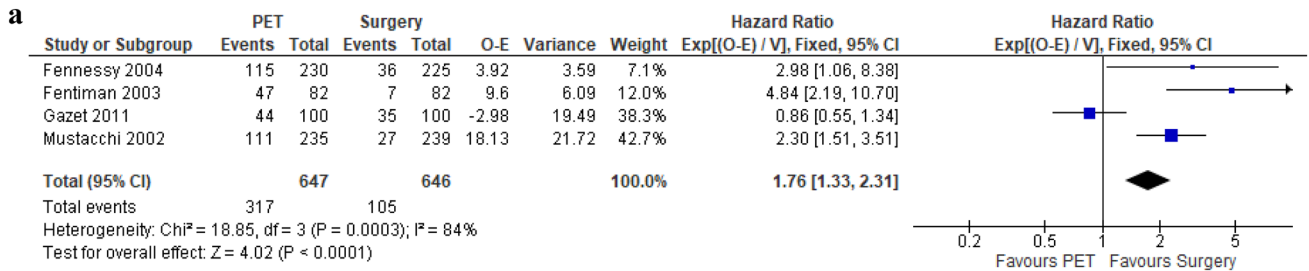 a
PET Surgery Hazard Ratio Hazard Ratio
Study or Subgroup Events Total Events Total O-E Variance Weight Exp[(O-E) / V], Fixed, 95% CI Exp[(O-E) / V], Fixed, 95% CI
Fennessy 2004 115 230 36 225 3.92 3.59 7.1% 2.98 [1.06, 8.38]
Fentiman 2003 47 82 7 82 9.6 6.09 12.0% 4.84 [2.19, 10.70]
Gazet 2011 44 100 35 100 -2.98 19.49 38.3% 0.86 [0.55, 1.34]
Mustacchi 2002 111 235 27 239 18.13 21.72 42.7% 2.30 [1.51, 3.51]
Total (95% CI) 647 646 100.0% 1.76 [1.33, 2.31]
Total events 317 105
Heterogeneity: Chi² = 18.85, df = 3 (P = 0.0003); I² = 84%
Test for overall effect: Z = 4.02 (P < 0.0001)
0.2 0.5 1 2 5
Favours PET Favours Surgery